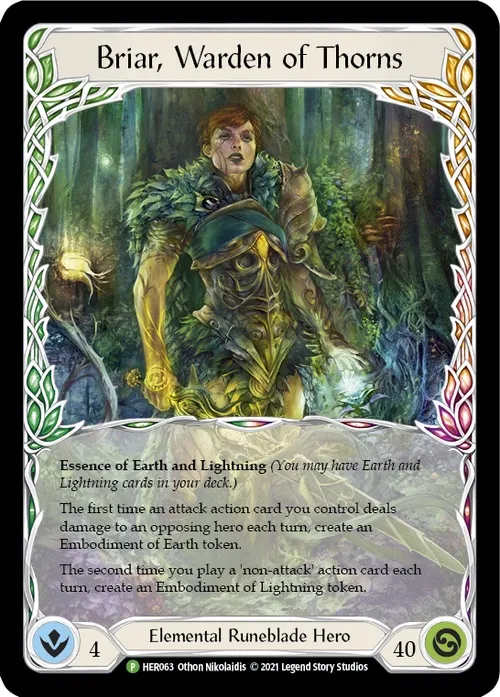 Briar, Warden of Thorns
Essence of Earth and Lightning (You may have Earth and
Lightning cards in your deck.)
The first time an attack action card you control deals
damage to an opposing hero each turn, create an
Embodiment of Earth token.
The second time you play a 'non-attack' action card each
turn, create an Embodiment of Lightning token.
4
Elemental Runeblade Hero
40
P HER063 Othon Nikolaidis © 2021 Legend Story Studios